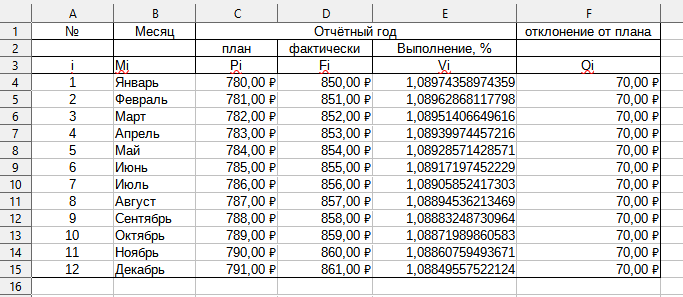 A B C D E F
1 № Месяц Отчётный год отклонение от плана
2 план фактически Выполнение, %
3 i Mi Pi Fi Vi Qi
4 1 Январь 780,00 ₽ 850,00 ₽ 1,08974358974359 70,00 ₽
5 2 Февраль 781,00 ₽ 851,00 ₽ 1,08962868117798 70,00 ₽
6 3 Март 782,00 ₽ 852,00 ₽ 1,08951406649616 70,00 ₽
7 4 Апрель 783,00 ₽ 853,00 ₽ 1,08939974457216 70,00 ₽
8 5 Май 784,00 ₽ 854,00 ₽ 1,08928571428571 70,00 ₽
9 6 Июнь 785,00 ₽ 855,00 ₽ 1,08917197452229 70,00 ₽
10 7 Июль 786,00 ₽ 856,00 ₽ 1,08905852417303 70,00 ₽
11 8 Август 787,00 ₽ 857,00 ₽ 1,08894536213469 70,00 ₽
12 9 Сентябрь 788,00 ₽ 858,00 ₽ 1,08883248730964 70,00 ₽
13 10 Октябрь 789,00 ₽ 859,00 ₽ 1,08871989860583 70,00 ₽
14 11 Ноябрь 790,00 ₽ 860,00 ₽ 1,08860759493671 70,00 ₽
15 12 Декабрь 791,00 ₽ 861,00 ₽ 1,08849557522124 70,00 ₽
16